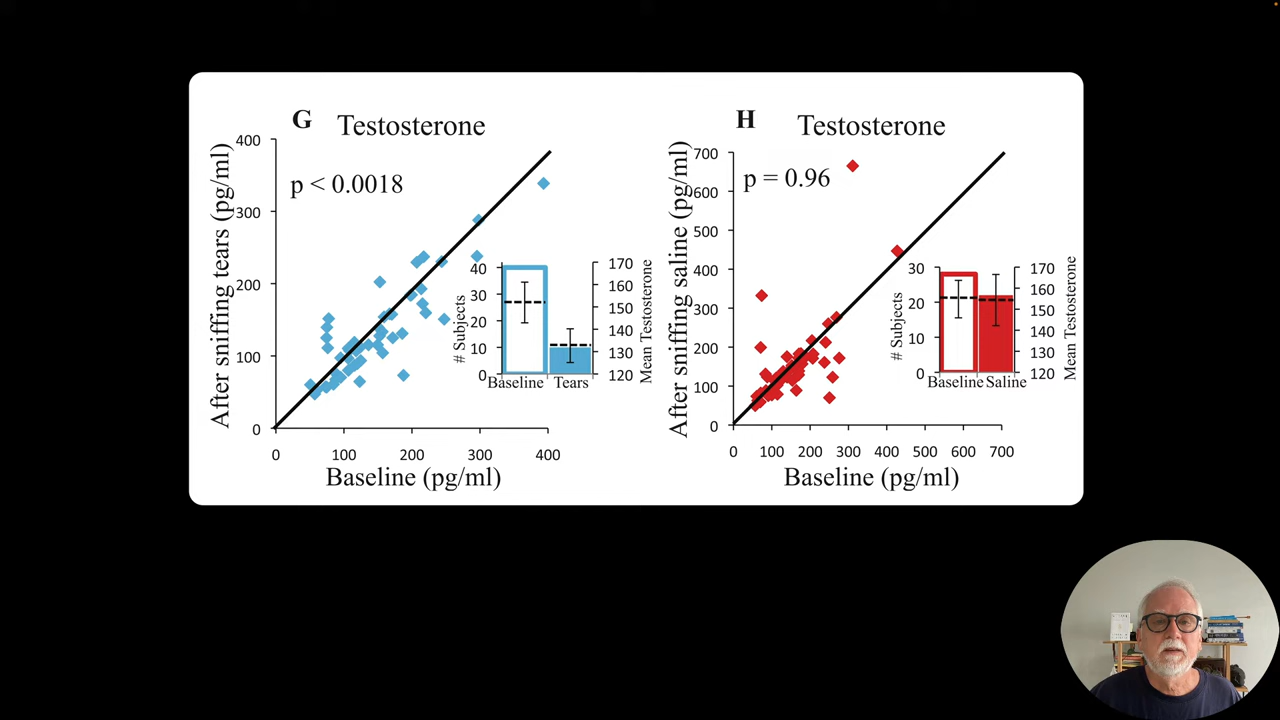 G Testosterone
p < 0.0018
After sniffing tears (pg/ml)
400
300
200
100
0
0 100 200 300 400
Baseline (pg/ml)
# Subjects
40
30
20
10
0
Baseline Tears
170
160
150
140
130
120
Mean Testosterone
H Testosterone
p = 0.96
After sniffing saline (pg/ml)
700
600
500
400
300
200
100
0
0 100 200 300 400 500 600 700
Baseline (pg/ml)
# Subjects
30
20
10
0
Baseline Saline
170
160
150
140
130
120
Mean Testosterone